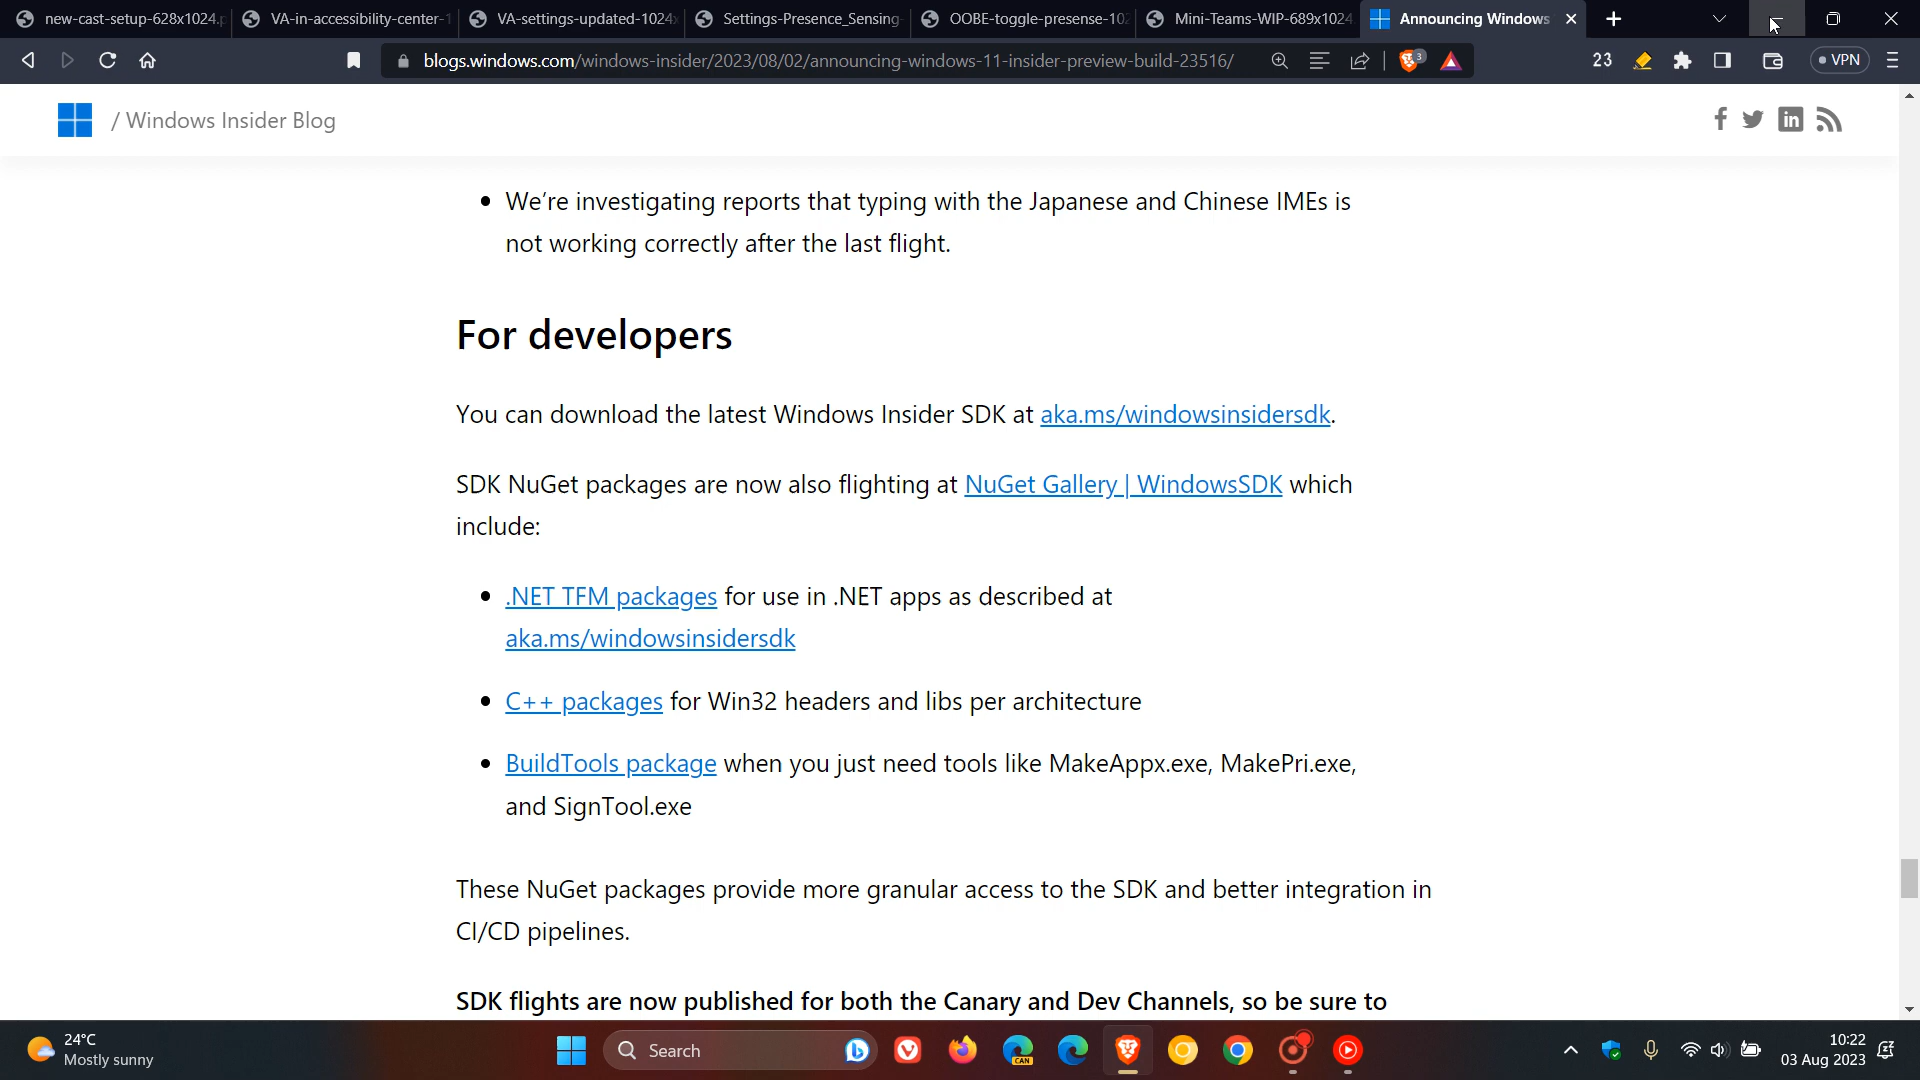 new-cast-setup-628x1024.p
VA-in-accessibility-center-1
VA-settings-updated-1024x
Settings-Presence_Sensing-
OOBE-toggle-presense-102
Mini-Teams-WIP-689x1024.
Announcing Windows
blogs.windows.com/windows-insider/2023/08/02/announcing-windows-11-insider-preview-build-23516/
3
23
VPN
/ Windows Insider Blog
• We're investigating reports that typing with the Japanese and Chinese IMEs is
not working correctly after the last flight.
For developers
You can download the latest Windows Insider SDK at aka.ms/windowsinsidersdk.
SDK NuGet packages are now also flighting at NuGet Gallery | WindowsSDK which
include:
• .NET TFM packages for use in .NET apps as described at
aka.ms/windowsinsidersdk
• C++ packages for Win32 headers and libs per architecture
• BuildTools package when you just need tools like MakeAppx.exe, MakePri.exe,
and SignTool.exe
These NuGet packages provide more granular access to the SDK and better integration in
CI/CD pipelines.
SDK flights are now published for both the Canary and Dev Channels, so be sure to
24°C
Mostly sunny
Search
CAN
10:22
03 Aug 2023